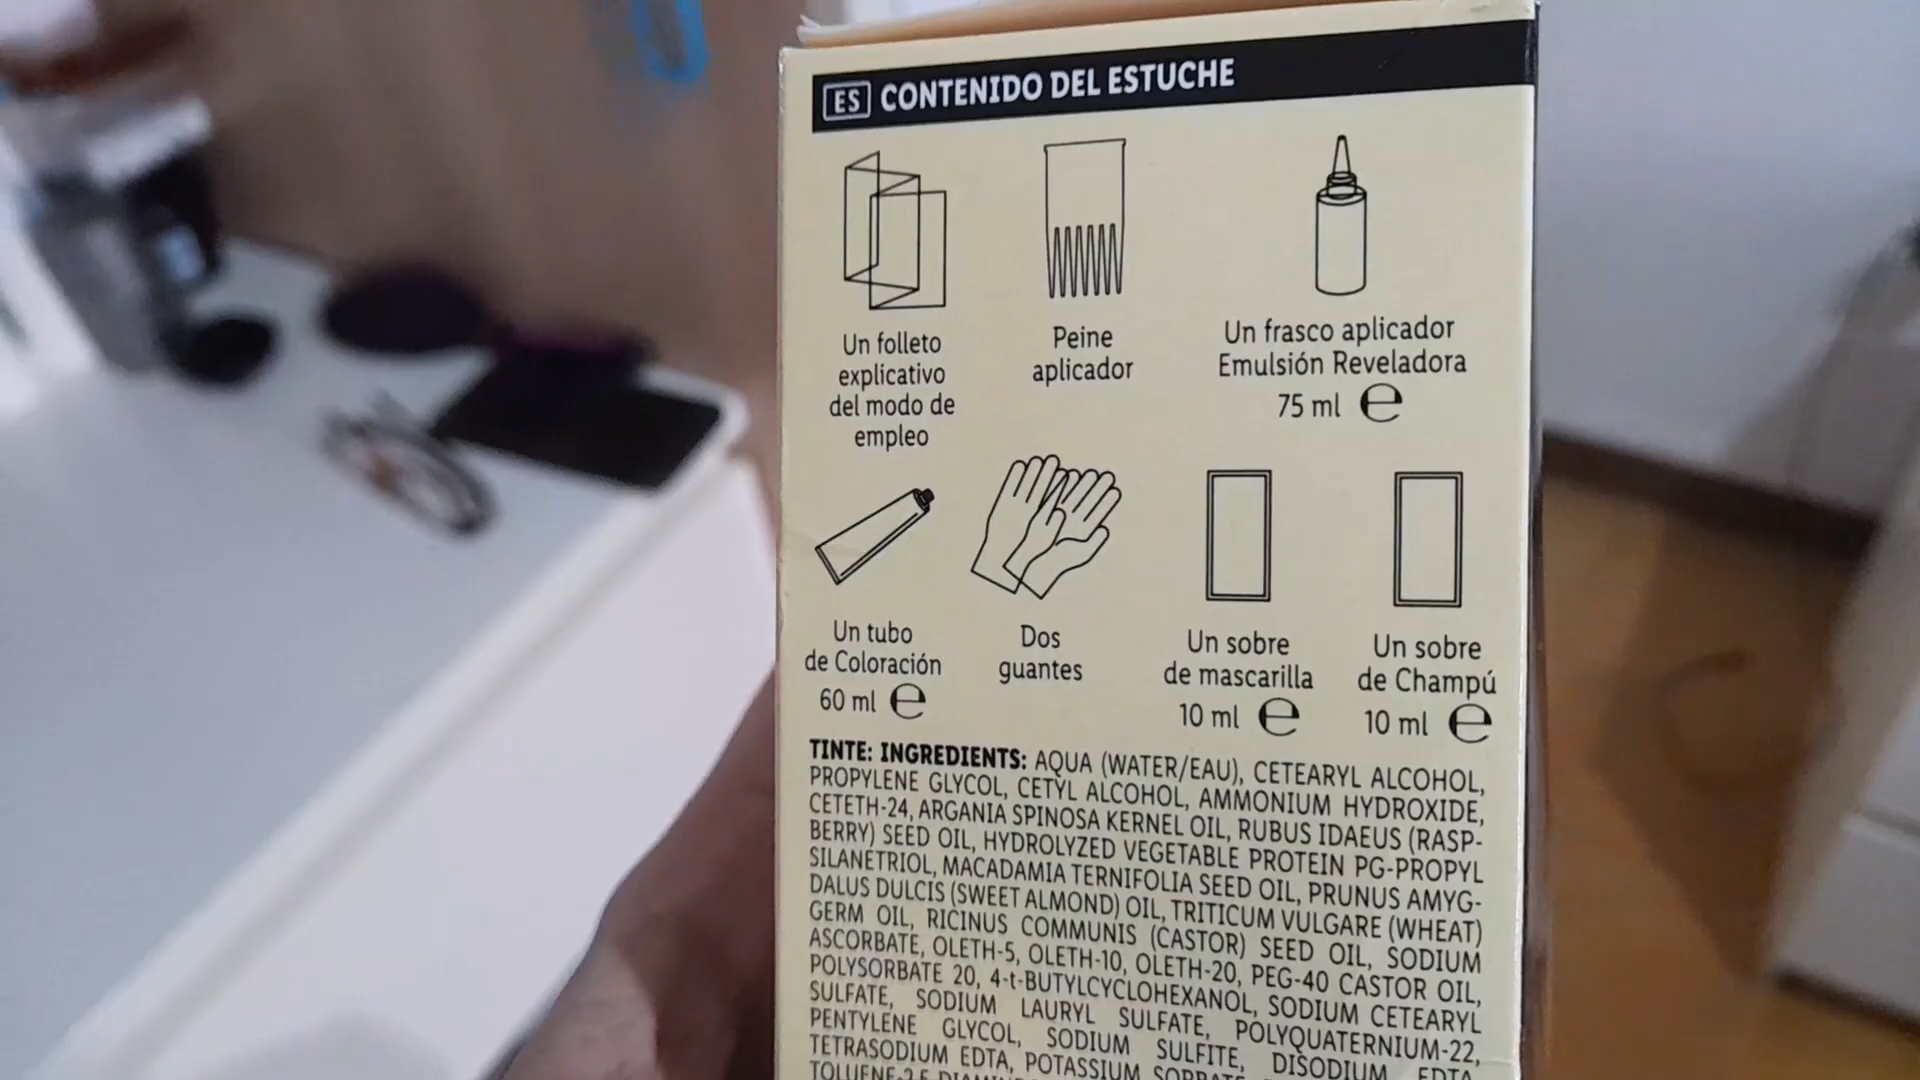 ES CONTENIDO DEL ESTUCHE
Un folleto
explicativo
del modo de
empleo
Peine
aplicador
Un frasco aplicador
Emulsión Reveladora
75 ml ℮
Un tubo
de Coloración
60 ml ℮
Dos
guantes
Un sobre
de mascarilla
10 ml ℮
Un sobre
de Champú
10 ml ℮
TINTE: INGREDIENTS: AQUA (WATER/EAU), CETEARYL ALCOHOL,
PROPYLENE GLYCOL, CETYL ALCOHOL, AMMONIUM HYDROXIDE,
CETETH-24, ARGANIA SPINOSA KERNEL OIL, RUBUS IDAEUS (RASP-
BERRY) SEED OIL, HYDROLYZED VEGETABLE PROTEIN PG-PROPYL
SILANETRIOL, MACADAMIA TERNIFOLIA SEED OIL, PRUNUS AMYG-
DALUS DULCIS (SWEET ALMOND) OIL, TRITICUM VULGARE (WHEAT)
GERM OIL, RICINUS COMMUNIS (CASTOR) SEED OIL, SODIUM
ASCORBATE, OLETH-5, OLETH-10, OLETH-20, PEG-40 CASTOR OIL,
POLYSORBATE 20, 4-t-BUTYLCYCLOHEXANOL, SODIUM CETEARYL
SULFATE, SODIUM LAURYL SULFATE, POLYQUATERNIUM-22,
PENTYLENE GLYCOL, SODIUM SULFITE, DISODIUM EDTA,
TETRASODIUM EDTA, POTASSIUM SORBATE